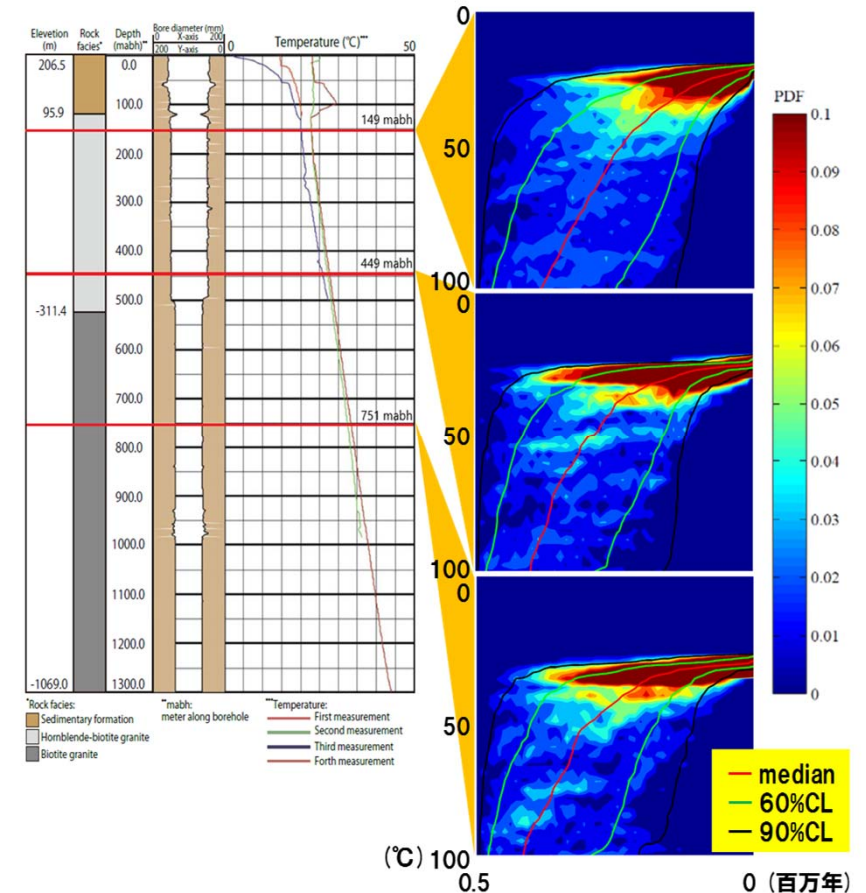 Elevation (m)
Rock facies*
Depth (mabh)**
Bore diameter (mm)
0 X-axis 200
200 Y-axis 0
0 Temperature (℃)*** 50
206.5
95.9
-311.4
-1069.0
0.0
100.0
200.0
300.0
400.0
500.0
600.0
700.0
800.0
900.0
1000.0
1100.0
1200.0
1300.0
149 mabh
449 mabh
751 mabh
*Rock facies:
Sedimentary formation
Hornblende-biotite granite
Biotite granite
**mabh:
meter along borehole
***Temperature:
First measurement
Second measurement
Third measurement
Forth measurement
0
50
100
0
50
100
0
50
(℃) 100
0.5 0 (百万年)
PDF
0.1
0.09
0.08
0.07
0.06
0.05
0.04
0.03
0.02
0.01
0
median
60%CL
90%CL